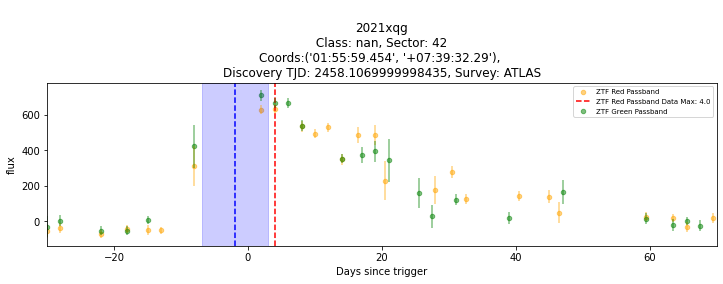 2021xqg
Class: nan, Sector: 42
Coords:('01:55:59.454', '+07:39:32.29'),
Discovery TJD: 2458.1069999998435, Survey: ATLAS
ZTF Red Passband
ZTF Red Passband Data Max: 4.0
ZTF Green Passband
600
400
200
0
flux
−20
0
20
40
60
Days since trigger